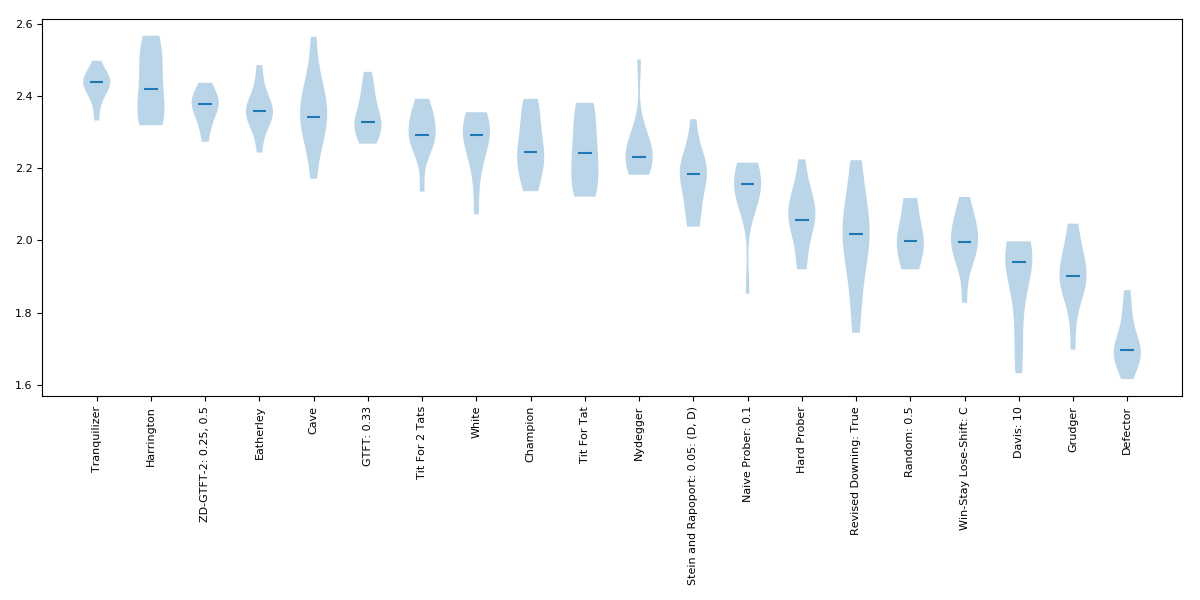 2.6
2.4
2.2
2.0
1.8
1.6
Tranquilizer
Harrington
ZD-GTFT-2: 0.25, 0.5
Eatherley
Cave
GTFT: 0.33
Tit For 2 Tats
White
Champion
Tit For Tat
Nydegger
Stein and Rapoport: 0.05: (D, D)
Naive Prober: 0.1
Hard Prober
Revised Downing: True
Random: 0.5
Win-Stay Lose-Shift: C
Davis: 10
Grudger
Defector